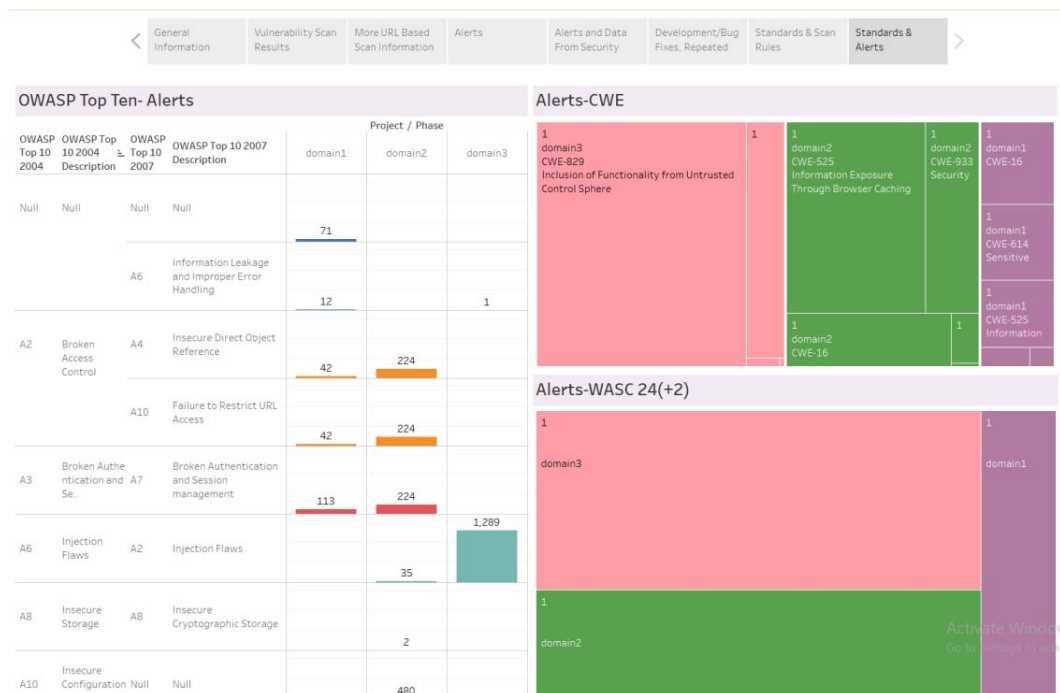 General
Information
Vulnerability Scan
Results
More URL Based
Scan Information
Alerts
Alerts and Data
From Security
Development/Bug
Fixes, Repeated
Standards & Scan
Rules
Standards &
Alerts
OWASP Top Ten- Alerts
Project / Phase
OWASP
Top 10
2004
OWASP Top
10 2004
Description
OWASP
Top 10
2007
OWASP Top 10 2007
Description
domain1
domain2
domain3
Null
Null
Null
Null
71
A6
Information Leakage
and Improper Error
Handling
12
1
A2
Broken
Access
Control
A4
Insecure Direct Object
Reference
42
224
A10
Failure to Restrict URL
Access
42
224
A3
Broken Authe
ntication and
Se..
A7
Broken Authentication
and Session
management
113
224
A6
Injection
Flaws
A2
Injection Flaws
35
1,289
A8
Insecure
Storage
A8
Insecure
Cryptographic Storage
2
A10
Insecure
Configuration
Null
Null
480
Alerts-CWE
1
domain3
CWE-829
Inclusion of Functionality from Untrusted
Control Sphere
1
1
domain2
CWE-525
Information Exposure
Through Browser Caching
1
domain2
CWE-933
Security
1
domain1
CWE-16
1
domain1
CWE-614
Sensitive
1
domain1
CWE-525
Information
1
domain2
CWE-16
1
Alerts-WASC 24(+2)
1
domain3
1
domain1
1
domain2
Activate Window
Go to Settings to